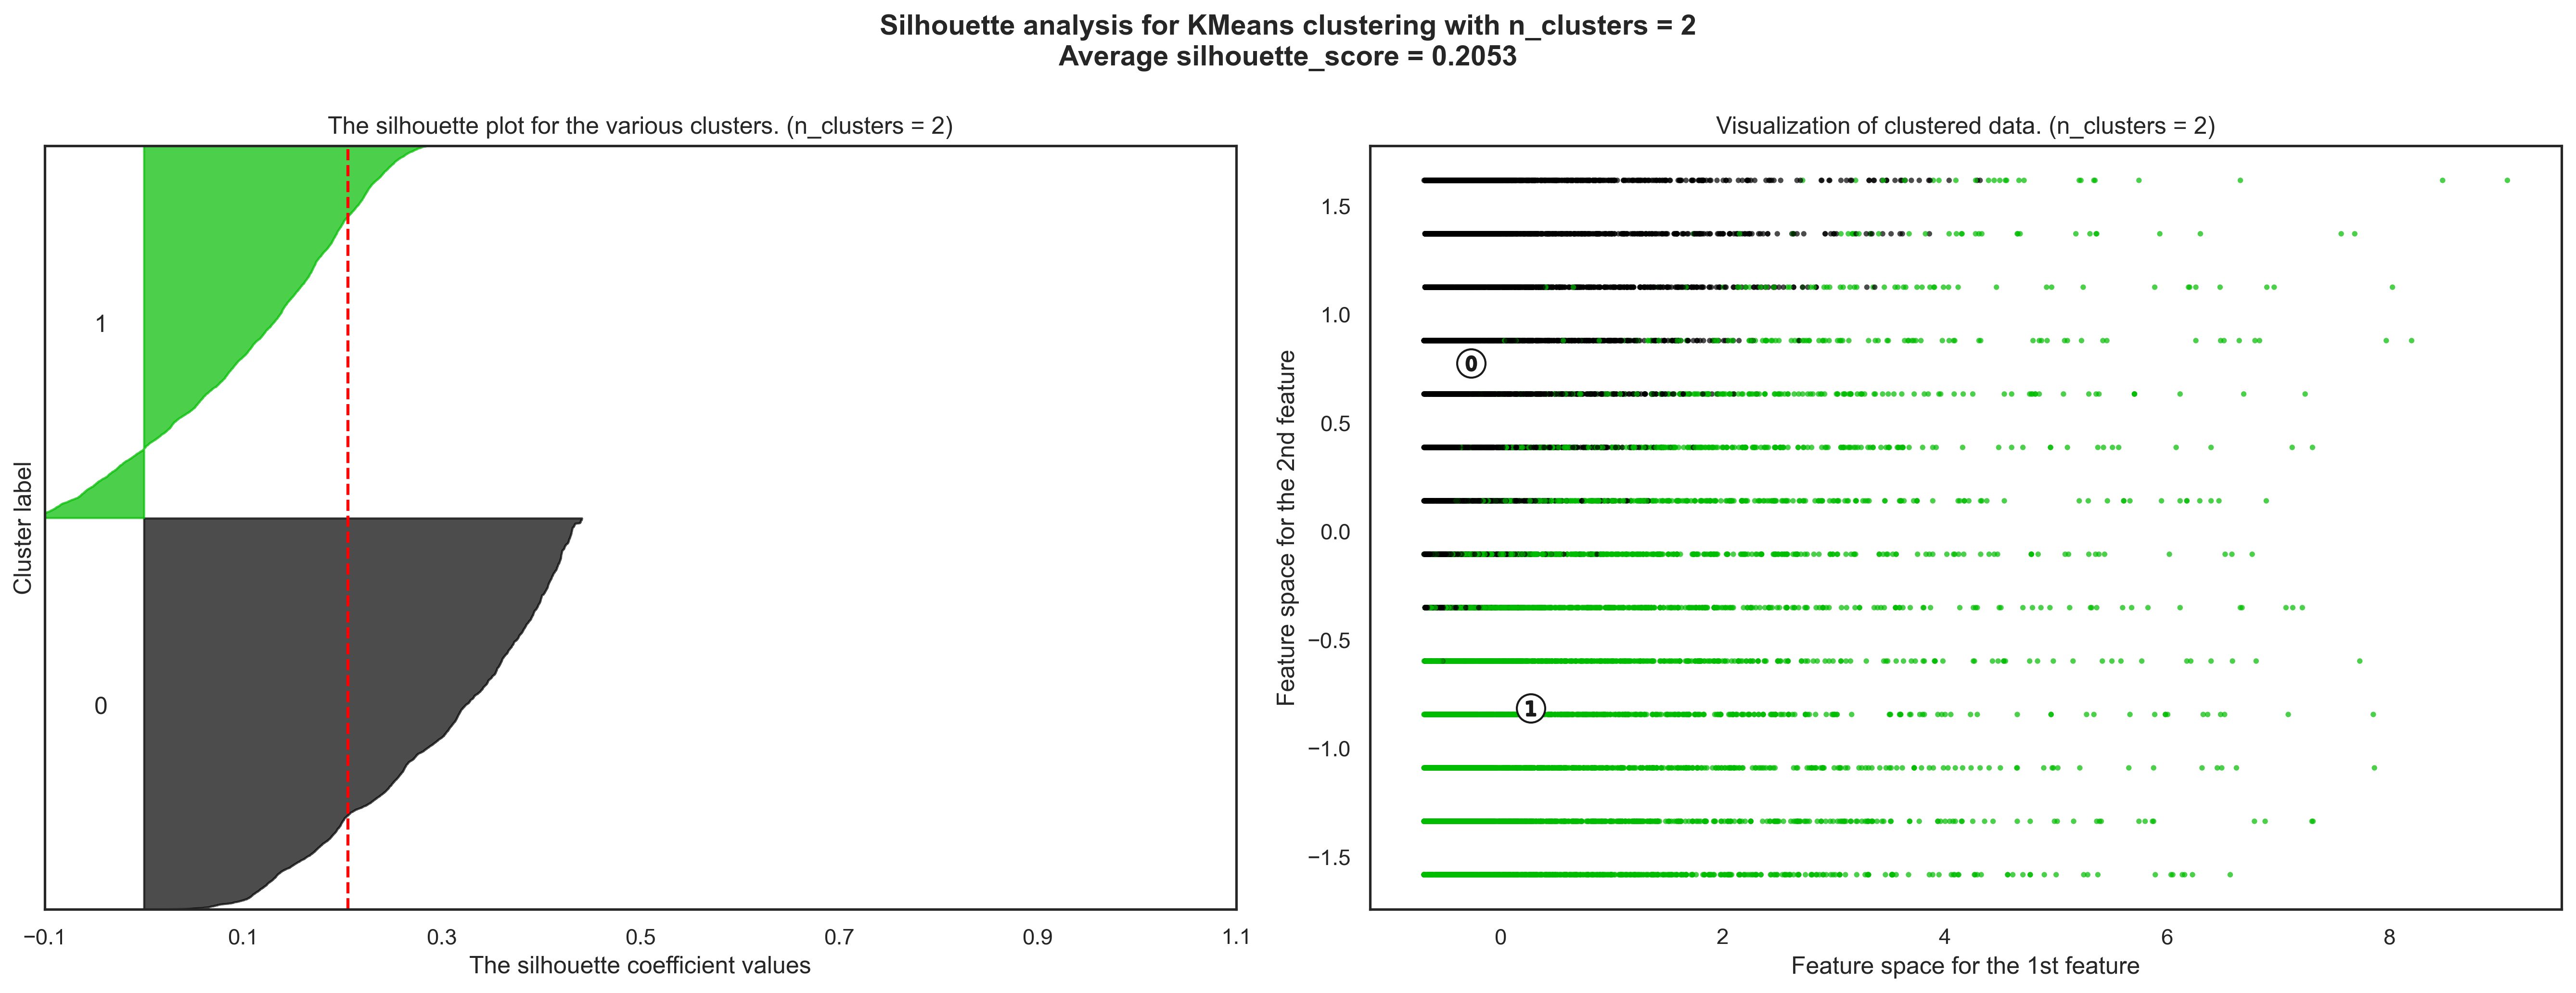 Silhouette analysis for KMeans clustering with n_clusters = 2
Average silhouette_score = 0.2053
The silhouette plot for the various clusters. (n_clusters = 2)
Cluster label
1
0
−0.1 0.1 0.3 0.5 0.7 0.9 1.1
The silhouette coefficient values
Visualization of clustered data. (n_clusters = 2)
Feature space for the 2nd feature
1.5
1.0
0.5
0.0
−0.5
−1.0
−1.5
0
1
0 2 4 6 8
Feature space for the 1st feature